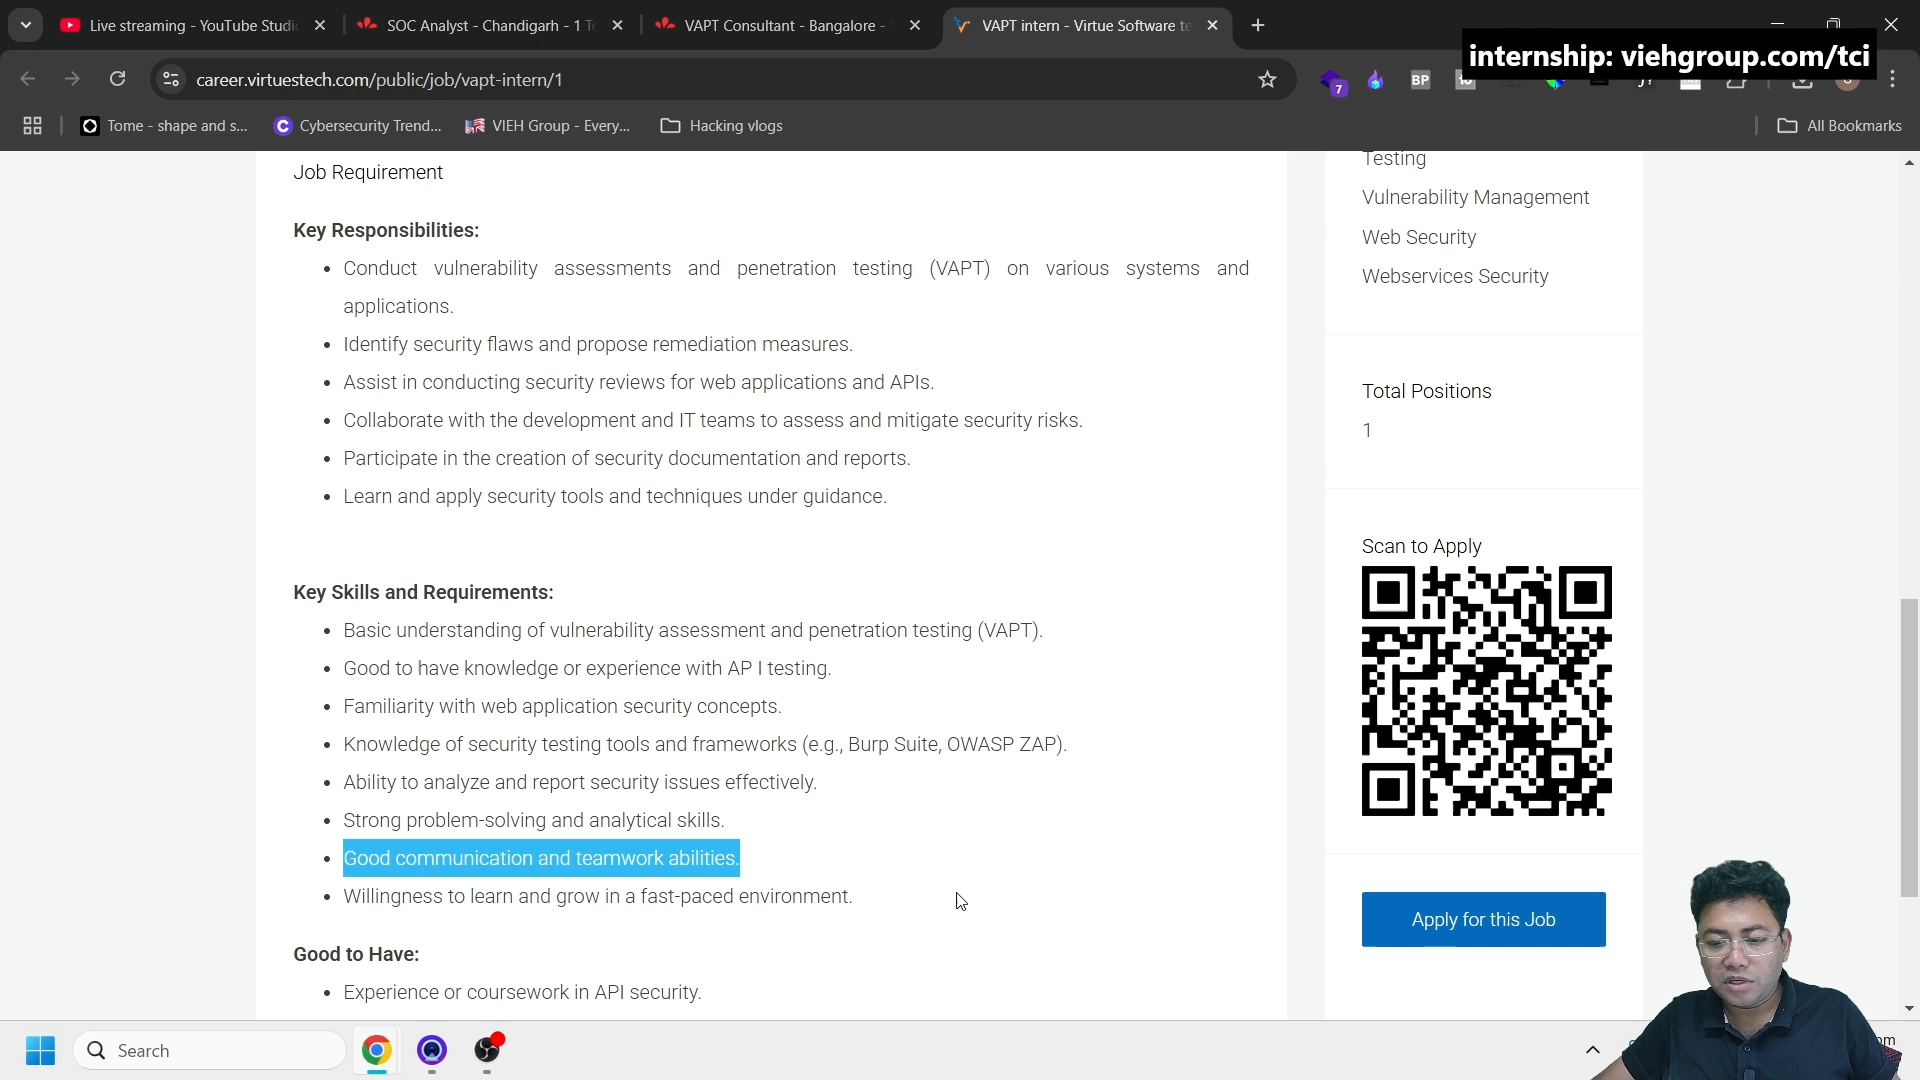 Live streaming - YouTube Studi
SOC Analyst - Chandigarh - 1 T
VAPT Consultant - Bangalore -
VAPT intern - Virtue Software te
internship: viehgroup.com/tci
career.virtuestech.com/public/job/vapt-intern/1
7
BP
Tome - shape and s...
Cybersecurity Trend...
VIEH Group - Every...
Hacking vlogs
All Bookmarks
Job Requirement
Key Responsibilities:
• Conduct vulnerability assessments and penetration testing (VAPT) on various systems and
applications.
• Identify security flaws and propose remediation measures.
• Assist in conducting security reviews for web applications and APIs.
• Collaborate with the development and IT teams to assess and mitigate security risks.
• Participate in the creation of security documentation and reports.
• Learn and apply security tools and techniques under guidance.
Key Skills and Requirements:
• Basic understanding of vulnerability assessment and penetration testing (VAPT).
• Good to have knowledge or experience with AP I testing.
• Familiarity with web application security concepts.
• Knowledge of security testing tools and frameworks (e.g., Burp Suite, OWASP ZAP).
• Ability to analyze and report security issues effectively.
• Strong problem-solving and analytical skills.
• Good communication and teamwork abilities.
• Willingness to learn and grow in a fast-paced environment.
Good to Have:
• Experience or coursework in API security.
Testing
Vulnerability Management
Web Security
Webservices Security
Total Positions
1
Scan to Apply
Apply for this Job
Search
pm